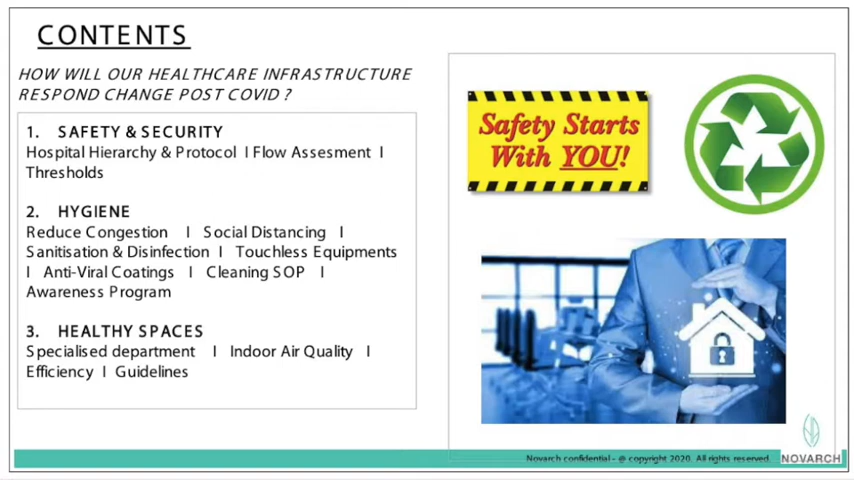 CONTENTS
HOW WILL OUR HEALTHCARE INFRASTRUCTURE
RESPOND CHANGE POST COVID ?
1. SAFETY & SECURITY
Hospital Hierarchy & Protocol I Flow Assesment I
Thresholds
2. HYGIENE
Reduce Congestion I Social Distancing I
Sanitisation & Disinfection I Touchless Equipments
I Anti-Viral Coatings I Cleaning SOP I
Awareness Program
3. HEALTHY SPACES
Specialised department I Indoor Air Quality I
Efficiency I Guidelines
Safety Starts
With YOU!
Novarch confidential - @ copyright 2020. All rights reserved.
NOVARCH